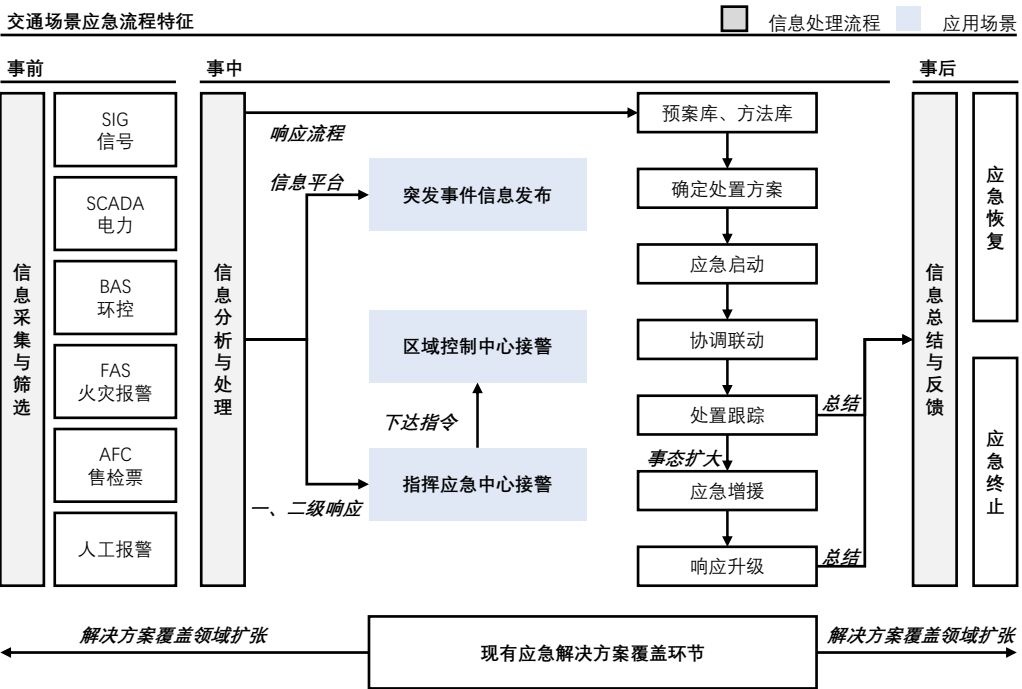 交通场景应急流程特征
信息处理流程
应用场景
事前
事中
事后
信息采集与筛选
SIG
信号
SCADA
电力
BAS
环控
FAS
火灾报警
AFC
售检票
人工报警
信息分析与处理
响应流程
信息平台
一、二级响应
突发事件信息发布
区域控制中心接警
下达指令
指挥应急中心接警
预案库、方法库
确定处置方案
应急启动
协调联动
处置跟踪
事态扩大
应急增援
响应升级
总结
总结
信息总结与反馈
应急恢复
应急终止
解决方案覆盖领域扩张
现有应急解决方案覆盖环节
解决方案覆盖领域扩张